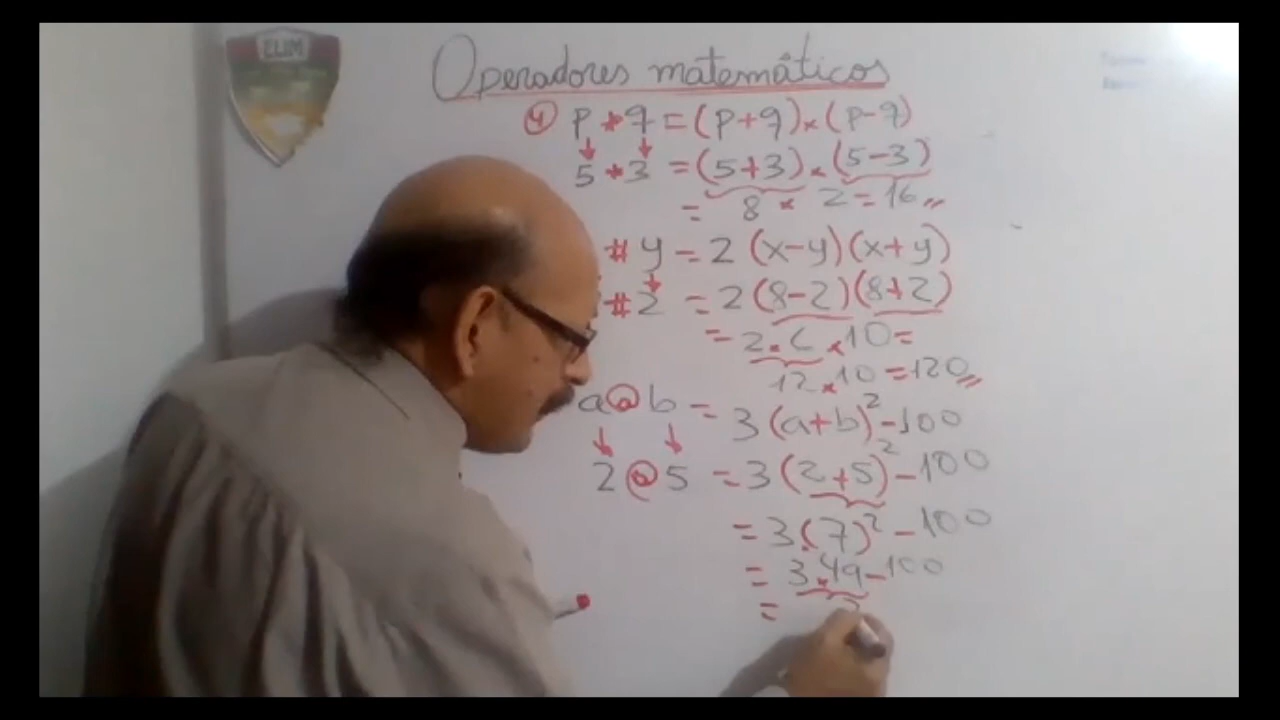 ELIM
Operadores matemáticos
4 p * q = (p+q) × (p-q)
5 * 3 = (5+3) × (5-3)
= 8 × 2 = 16,,
# y = 2 (x-y)(x+y)
# 2 = 2 (8-2)(8+2)
= 2 . 6 × 10 =
12 × 10 = 120,,
a @ b = 3 (a+b)² - 100
2 @ 5 = 3 (2+5)² - 100
= 3 . (7)² - 100
= 3 × 49 - 100
=